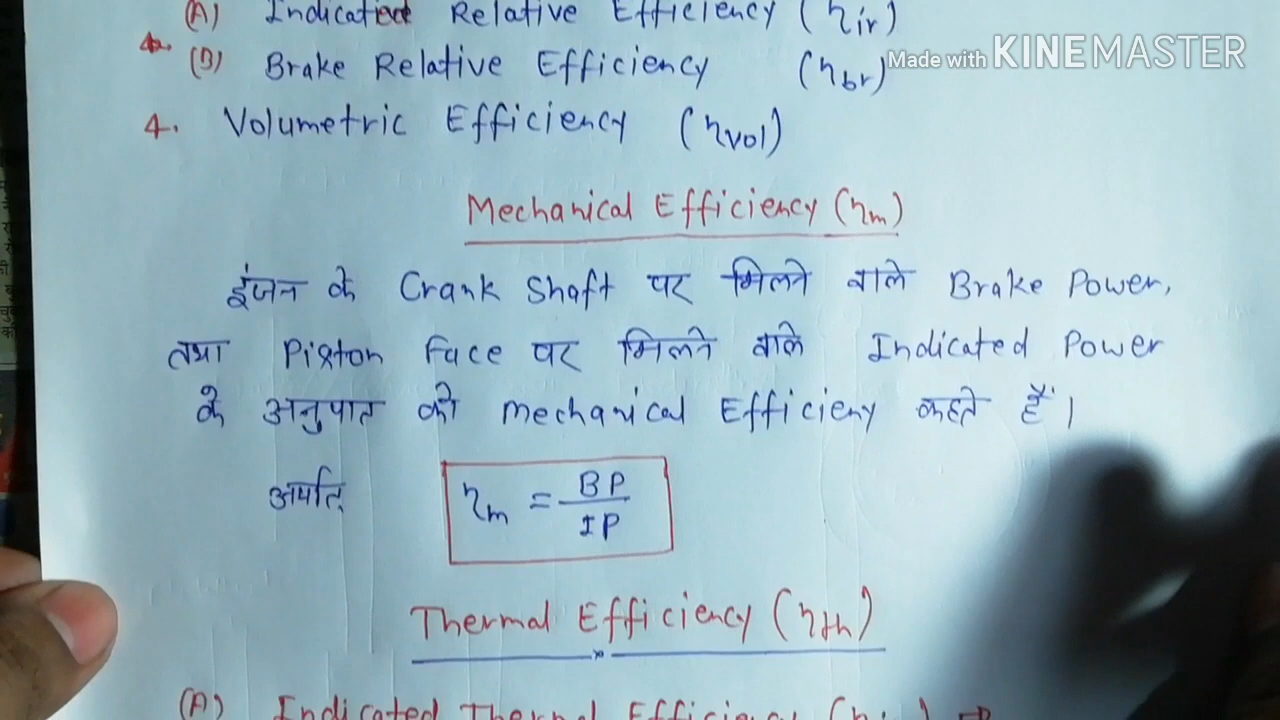 (A) Indicated Relative Efficiency (ηir)
(B) Brake Relative Efficiency (ηbr)
Made with KINEMASTER
4. Volumetric Efficiency (ηvol)
Mechanical Efficiency (ηm)
इंजन के Crank Shaft पर मिलने वाले Brake Power,
तथा Piston Face पर मिलने वाले Indicated Power
के अनुपात को mechanical Efficieny कहते हैं।
अर्थात् ηm = BP / IP
Thermal Efficiency (ηth)
(A) Indicated Thermal Efficiency